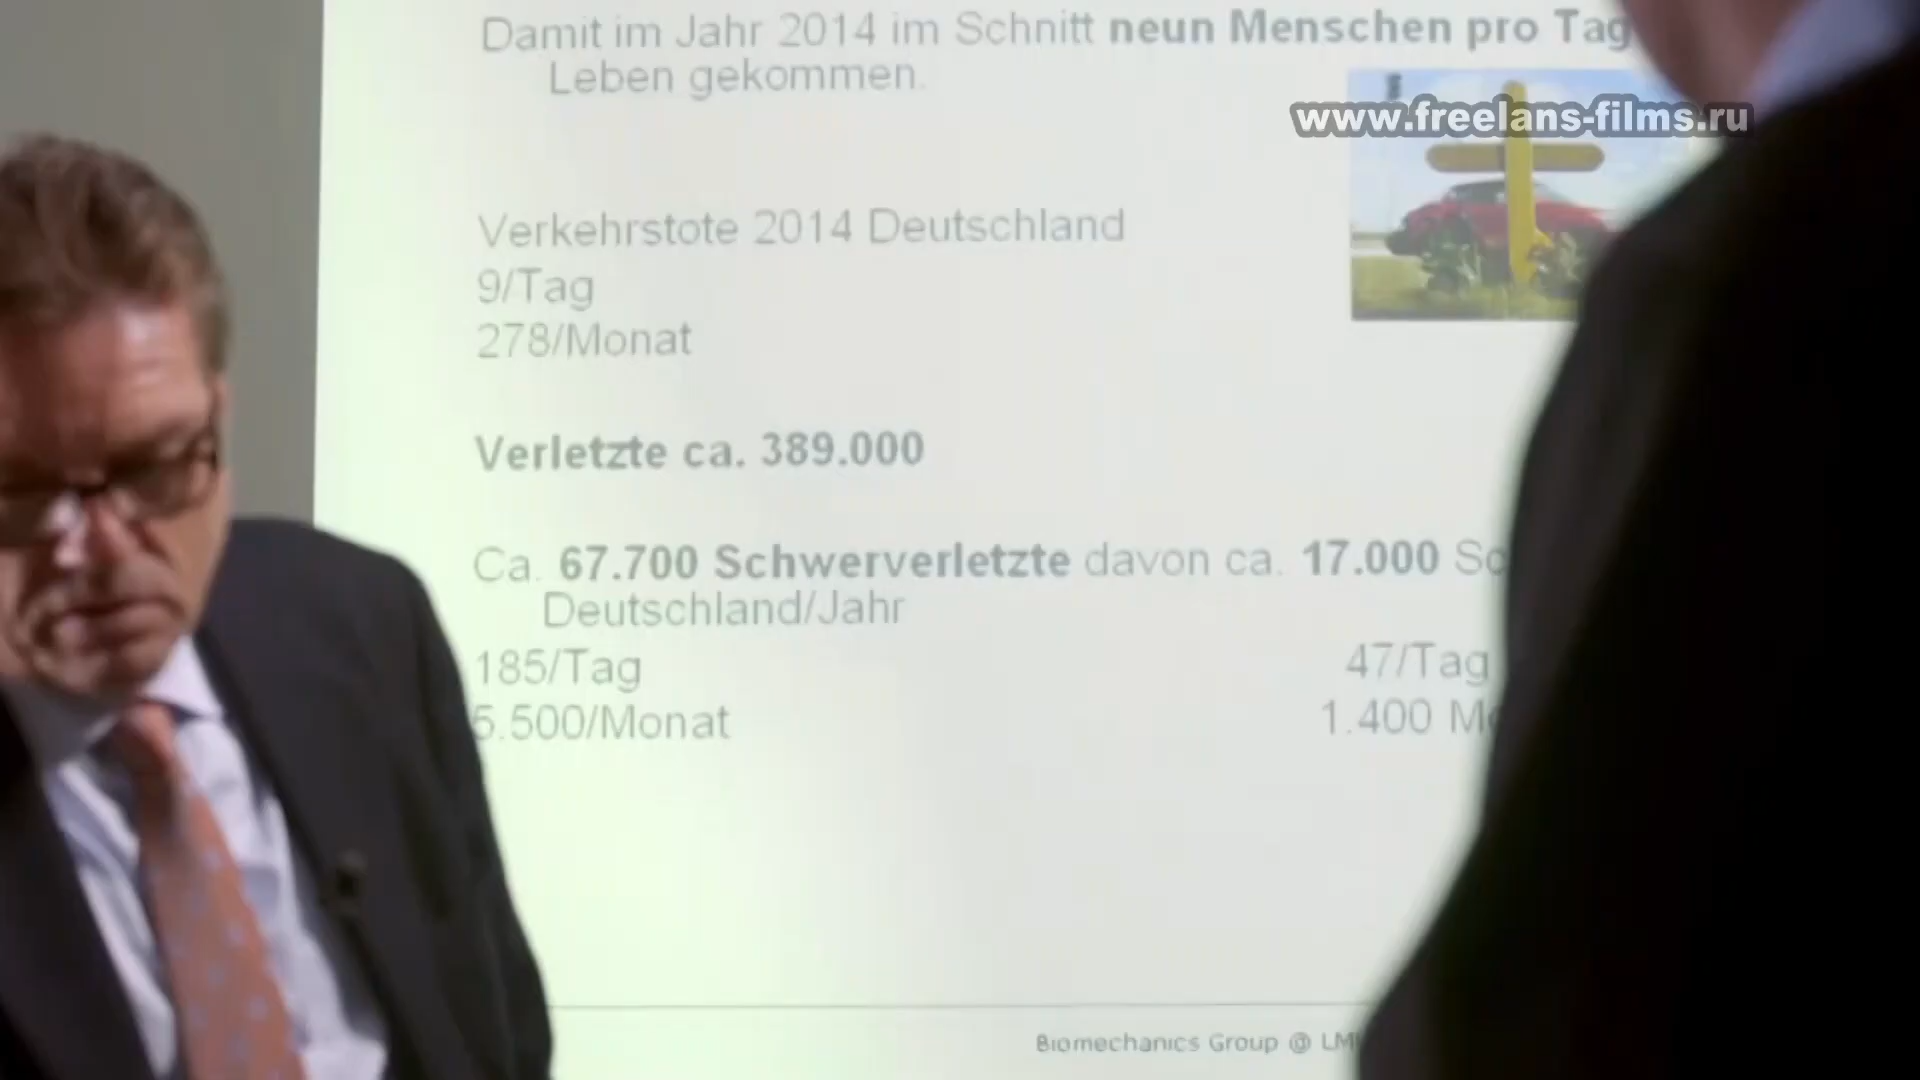 Damit im Jahr 2014 im Schnitt neun Menschen pro Tag
Leben gekommen.
www.freelans-films.ru
Verkehrstote 2014 Deutschland
9/Tag
278/Monat
Verletzte ca. 389.000
Ca. 67.700 Schwerverletzte davon ca. 17.000
Deutschland/Jahr
185/Tag 47/Tag
5.500/Monat 1.400
Biomechanics Group @